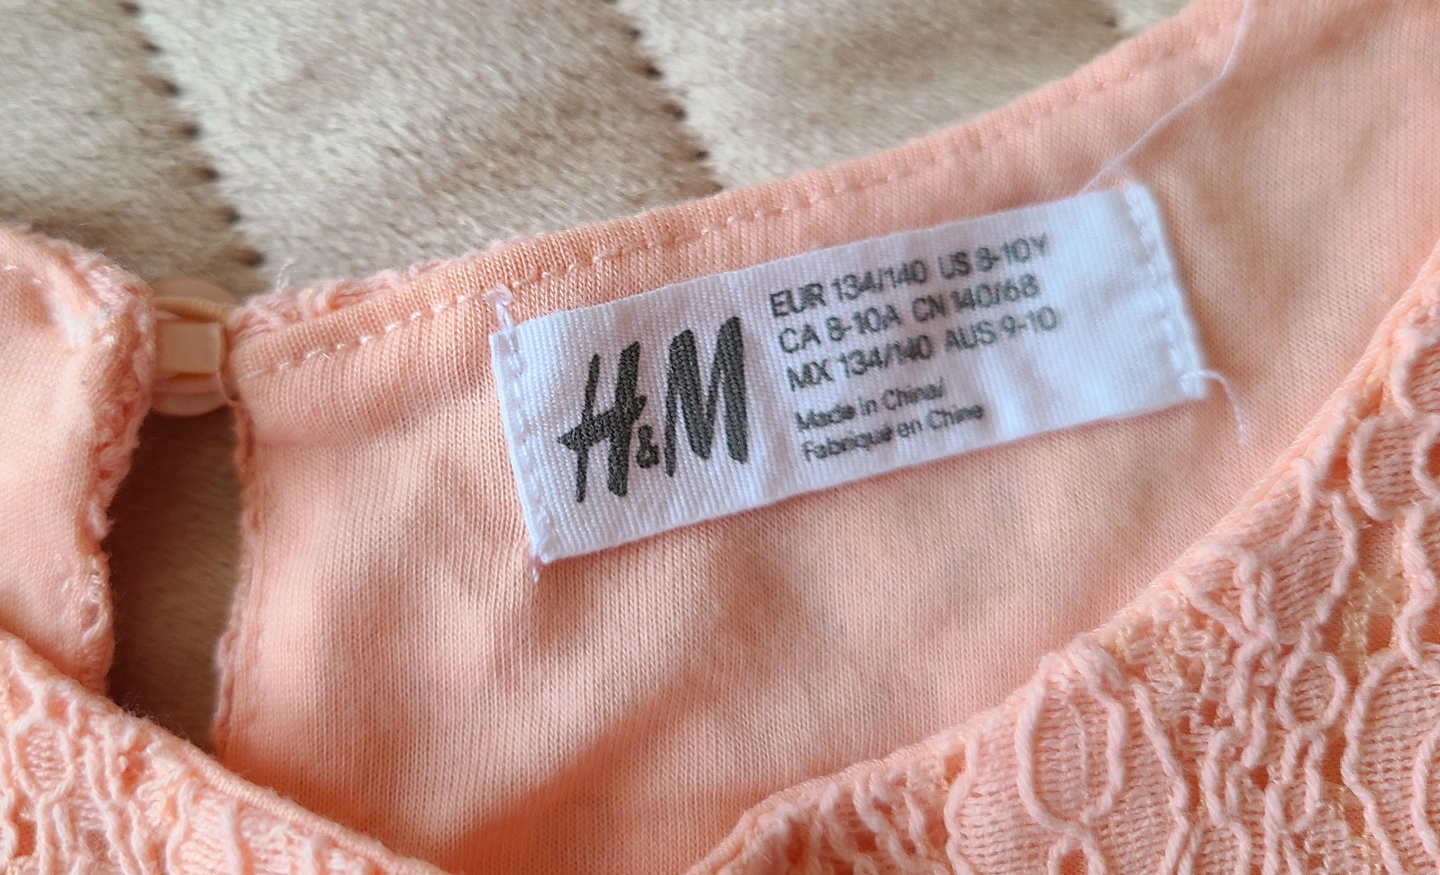 H&M
EUR 134/140 US 8-10Y
CA 8-10A CN 140/68
MX 134/140 AUS 9-10
Made in China/
Fabriqué en Chine